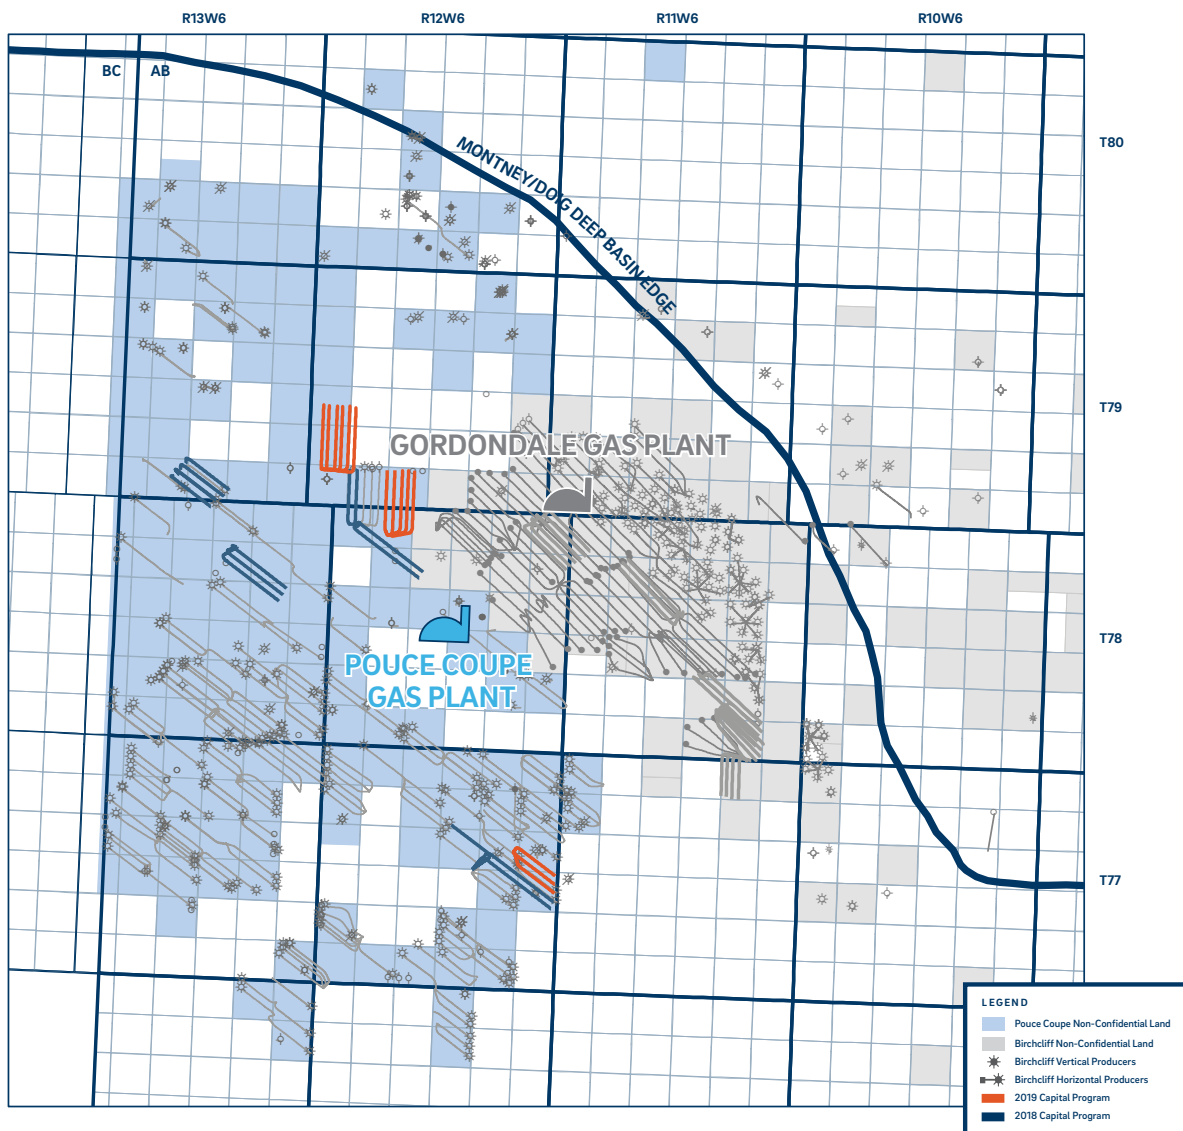 R13W6 R12W6 R11W6 R10W6
BC AB
MONTNEY/DOIG DEEP BASIN EDGE
T80
T79
GORDONDALE GAS PLANT
T78
POUCE COUPE
GAS PLANT
T77
LEGEND
Pouce Coupe Non-Confidential Land
Birchcliff Non-Confidential Land
Birchcliff Vertical Producers
Birchcliff Horizontal Producers
2019 Capital Program
2018 Capital Program